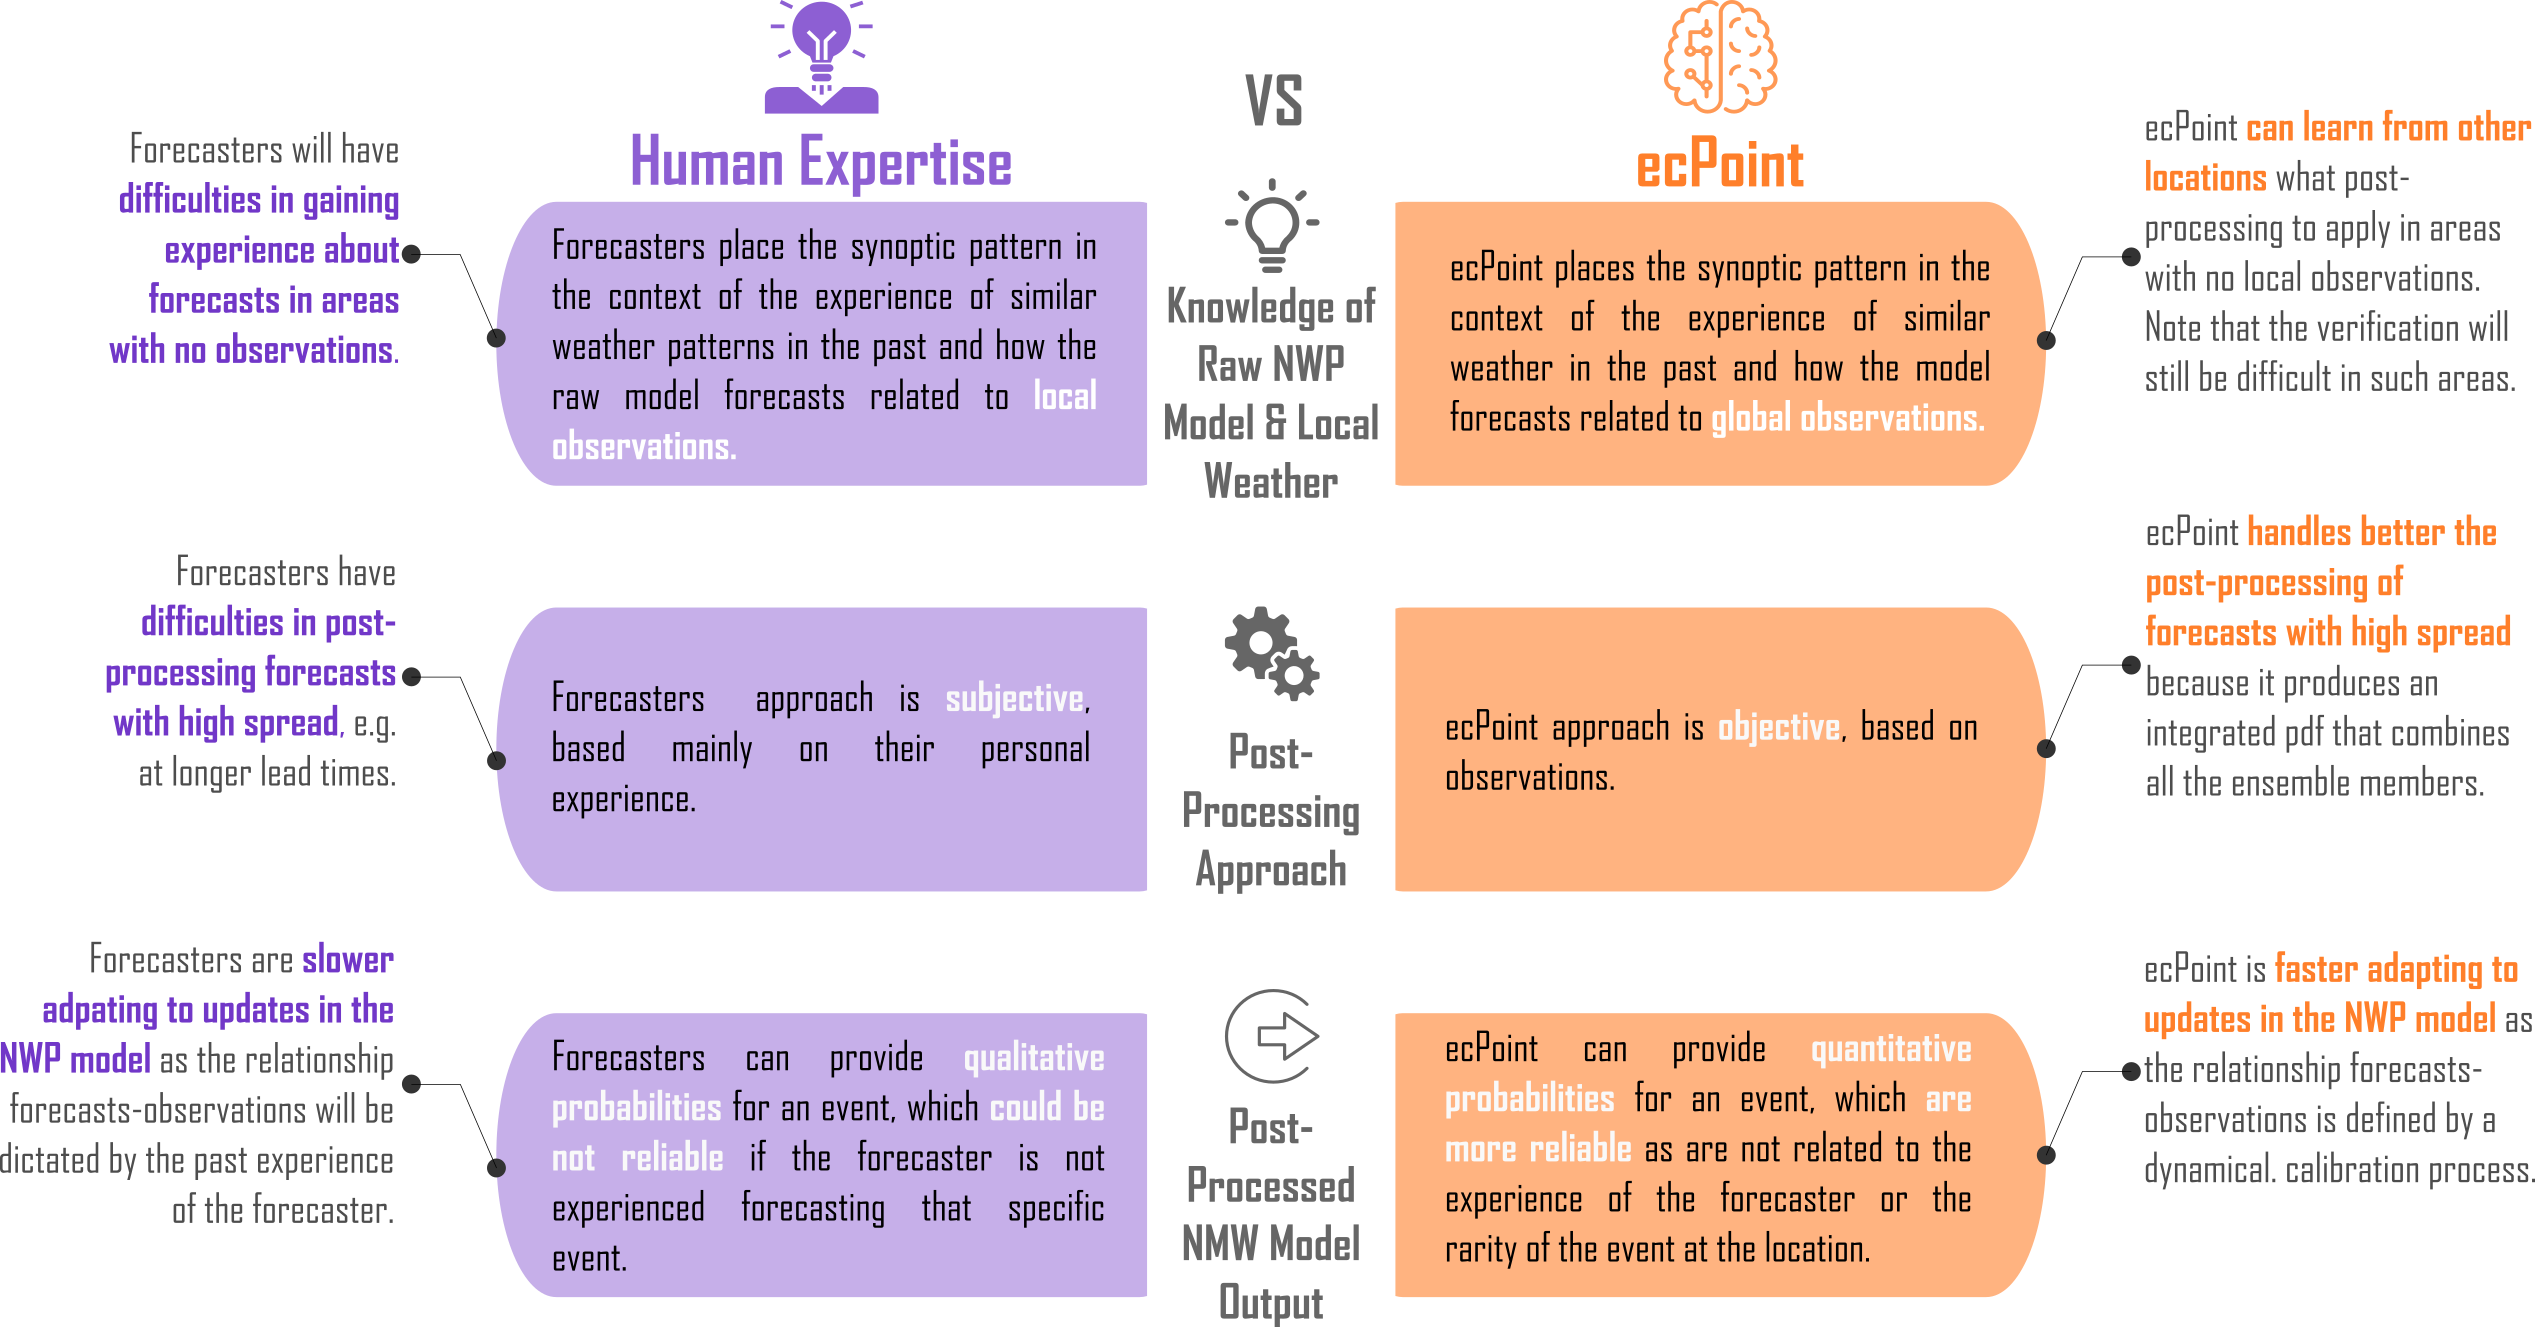 VS
Human Expertise
ecPoint
Forecasters will have
difficulties in gaining
experience about
forecasts in areas
with no observations.
Forecasters place the synoptic pattern in
the context of the experience of similar
weather patterns in the past and how the
raw model forecasts related to local
observations.
Knowledge of
Raw NWP
Model & Local
Weather
ecPoint places the synoptic pattern in the
context of the experience of similar
weather in the past and how the model
forecasts related to global observations.
ecPoint can learn from other
locations what post-
processing to apply in areas
with no local observations.
Note that the verification will
still be difficult in such areas.
Forecasters have
difficulties in post-
processing forecasts
with high spread, e.g.
at longer lead times.
Forecasters approach is subjective,
based mainly on their personal
experience.
Post-
Processing
Approach
ecPoint approach is objective, based on
observations.
ecPoint handles better the
post-processing of
forecasts with high spread
because it produces an
integrated pdf that combines
all the ensemble members.
Forecasters are slower
adpating to updates in the
NWP model as the relationship
forecasts-observations will be
dictated by the past experience
of the forecaster.
Forecasters can provide qualitative
probabilities for an event, which could be
not reliable if the forecaster is not
experienced forecasting that specific
event.
Post-
Processed
NMW Model
Output
ecPoint can provide quantitative
probabilities for an event, which are
more reliable as are not related to the
experience of the forecaster or the
rarity of the event at the location.
ecPoint is faster adapting to
updates in the NWP model as
the relationship forecasts-
observations is defined by a
dynamical. calibration process.